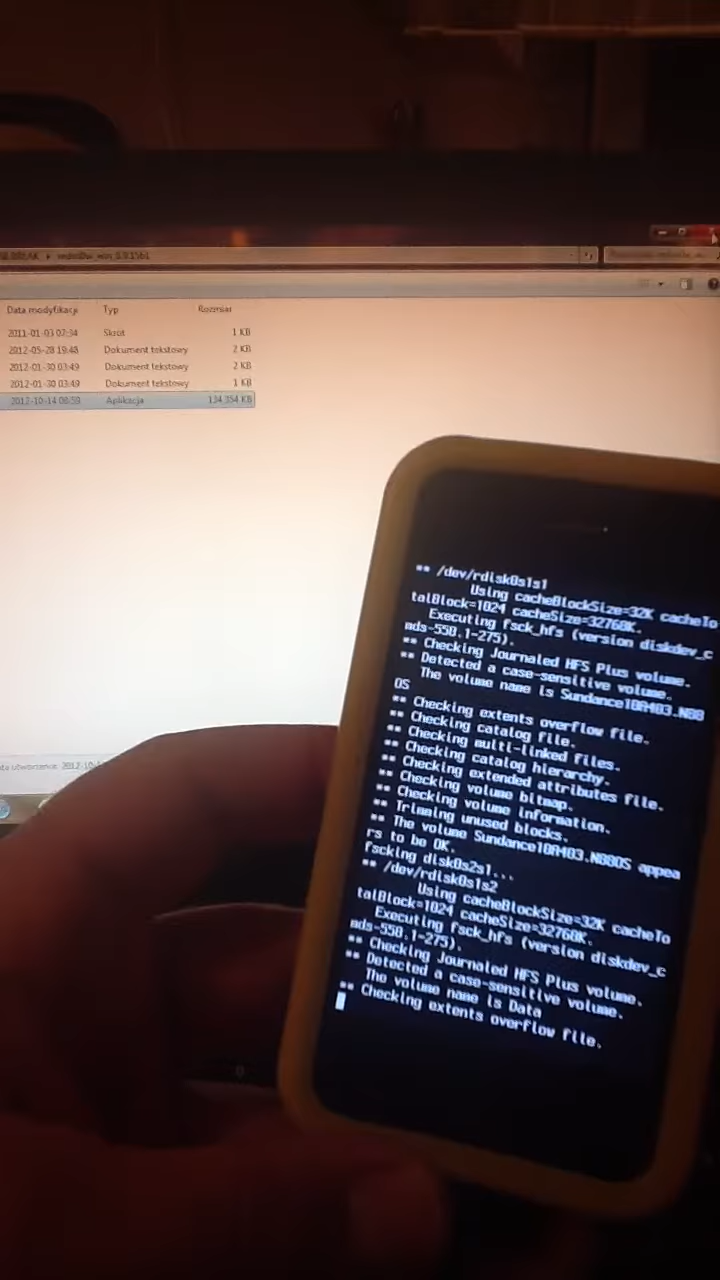 Data modyfikacji Typ Rozmiar
2011-01-03 07:34 Skrót 1 KB
2012-05-28 19:48 Dokument tekstowy 2 KB
2012-01-30 03:49 Dokument tekstowy 2 KB
2012-01-30 03:49 Dokument tekstowy 1 KB
2012-10-14 Aplikacja 134 354 KB
** /dev/rdisk0s1s1
Using cacheBlockSize=32K cacheTo
talBlock=1024 cacheSize=32768K.
Executing fsck_hfs (version diskdev_c
mds-550.1-275).
** Checking Journaled HFS Plus volume.
** Detected a case-sensitive volume.
The volume name is Sundance10A403.N88
OS
** Checking extents overflow file.
** Checking catalog file.
** Checking multi-linked files.
** Checking catalog hierarchy.
** Checking extended attributes file.
** Checking volume bitmap.
** Checking volume information.
** Trimming unused blocks.
** The volume Sundance10A403.N88OS appea
rs to be OK.
fscking disk0s2s1...
** /dev/rdisk0s1s2
Using cacheBlockSize=32K cacheTo
talBlock=1024 cacheSize=32768K.
Executing fsck_hfs (version diskdev_c
mds-550.1-275).
** Checking Journaled HFS Plus volume.
** Detected a case-sensitive volume.
The volume name is Data
** Checking extents overflow file.